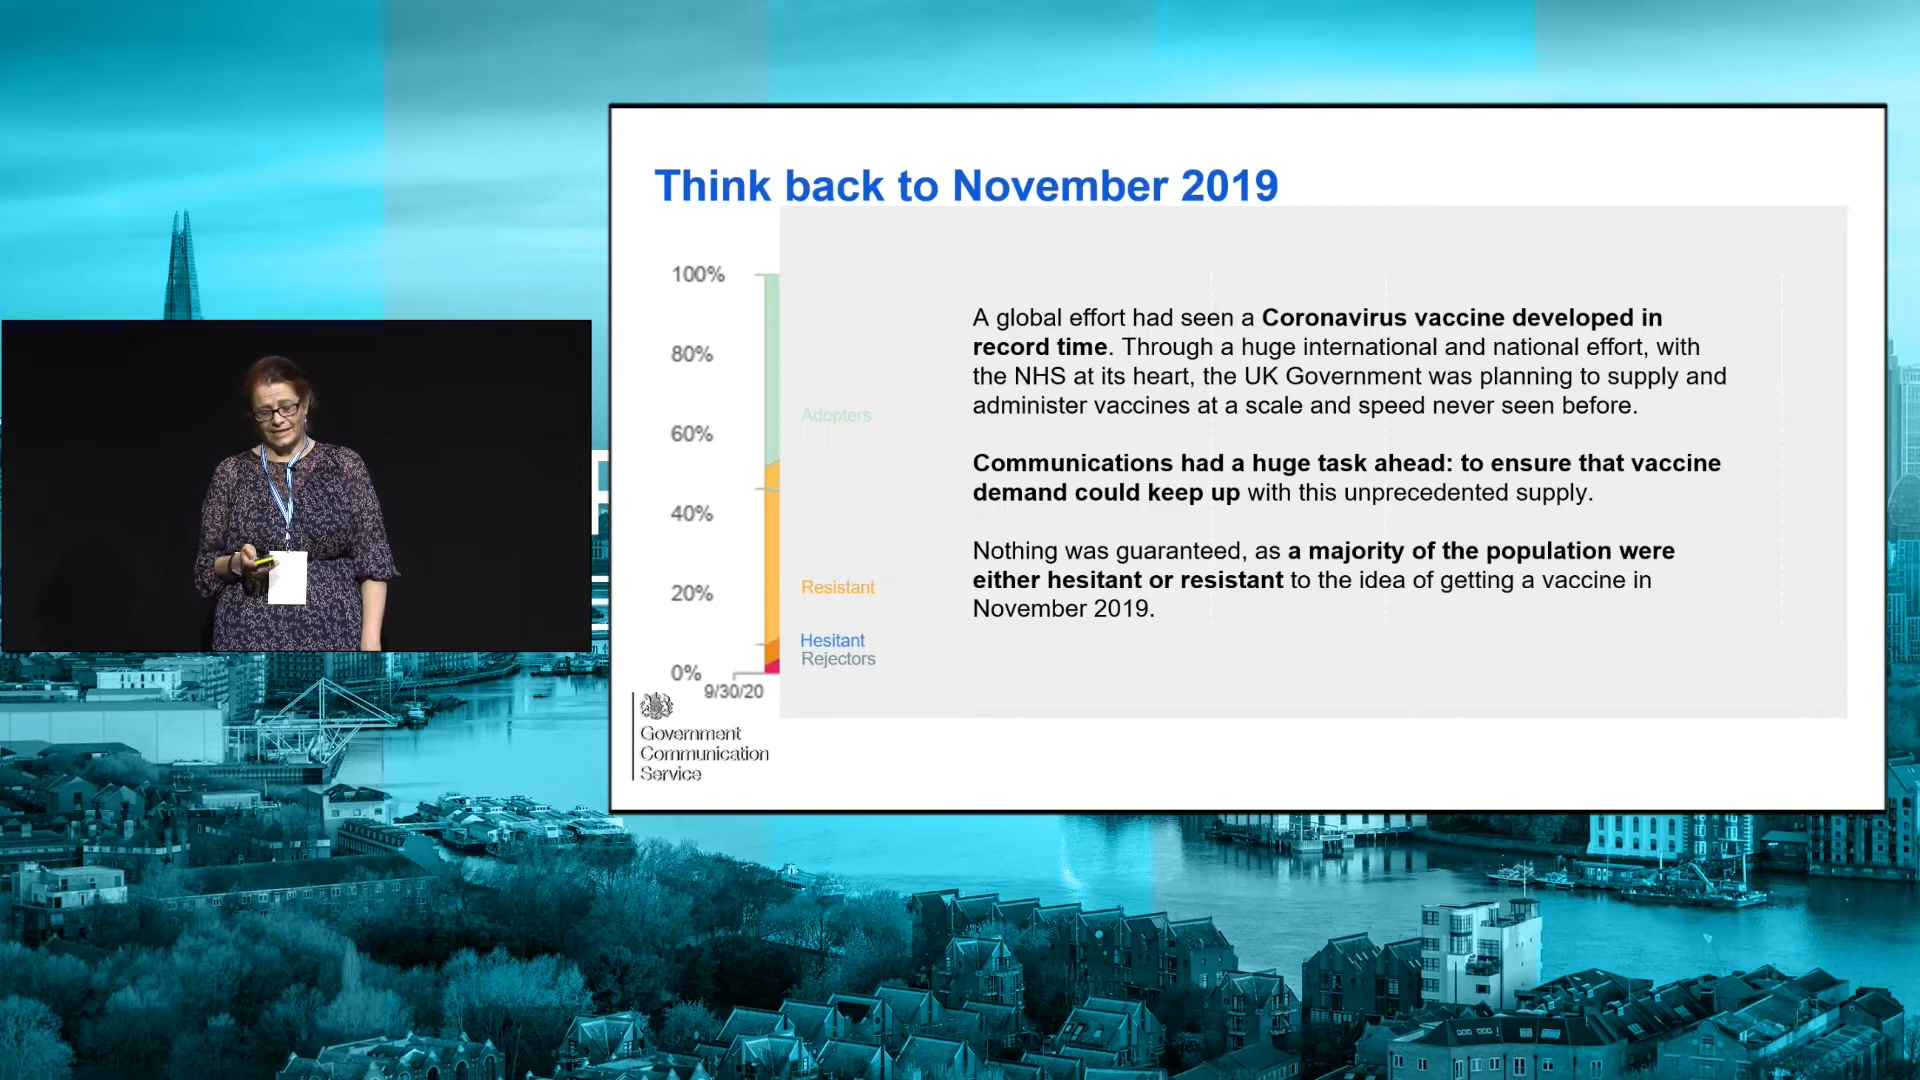 Think back to November 2019
100%
80%
60%
40%
20%
0%
9/30/20
Adopters
Resistant
Hesitant
Rejectors
A global effort had seen a Coronavirus vaccine developed in
record time. Through a huge international and national effort, with
the NHS at its heart, the UK Government was planning to supply and
administer vaccines at a scale and speed never seen before.
Communications had a huge task ahead: to ensure that vaccine
demand could keep up with this unprecedented supply.
Nothing was guaranteed, as a majority of the population were
either hesitant or resistant to the idea of getting a vaccine in
November 2019.
Government
Communication
Service